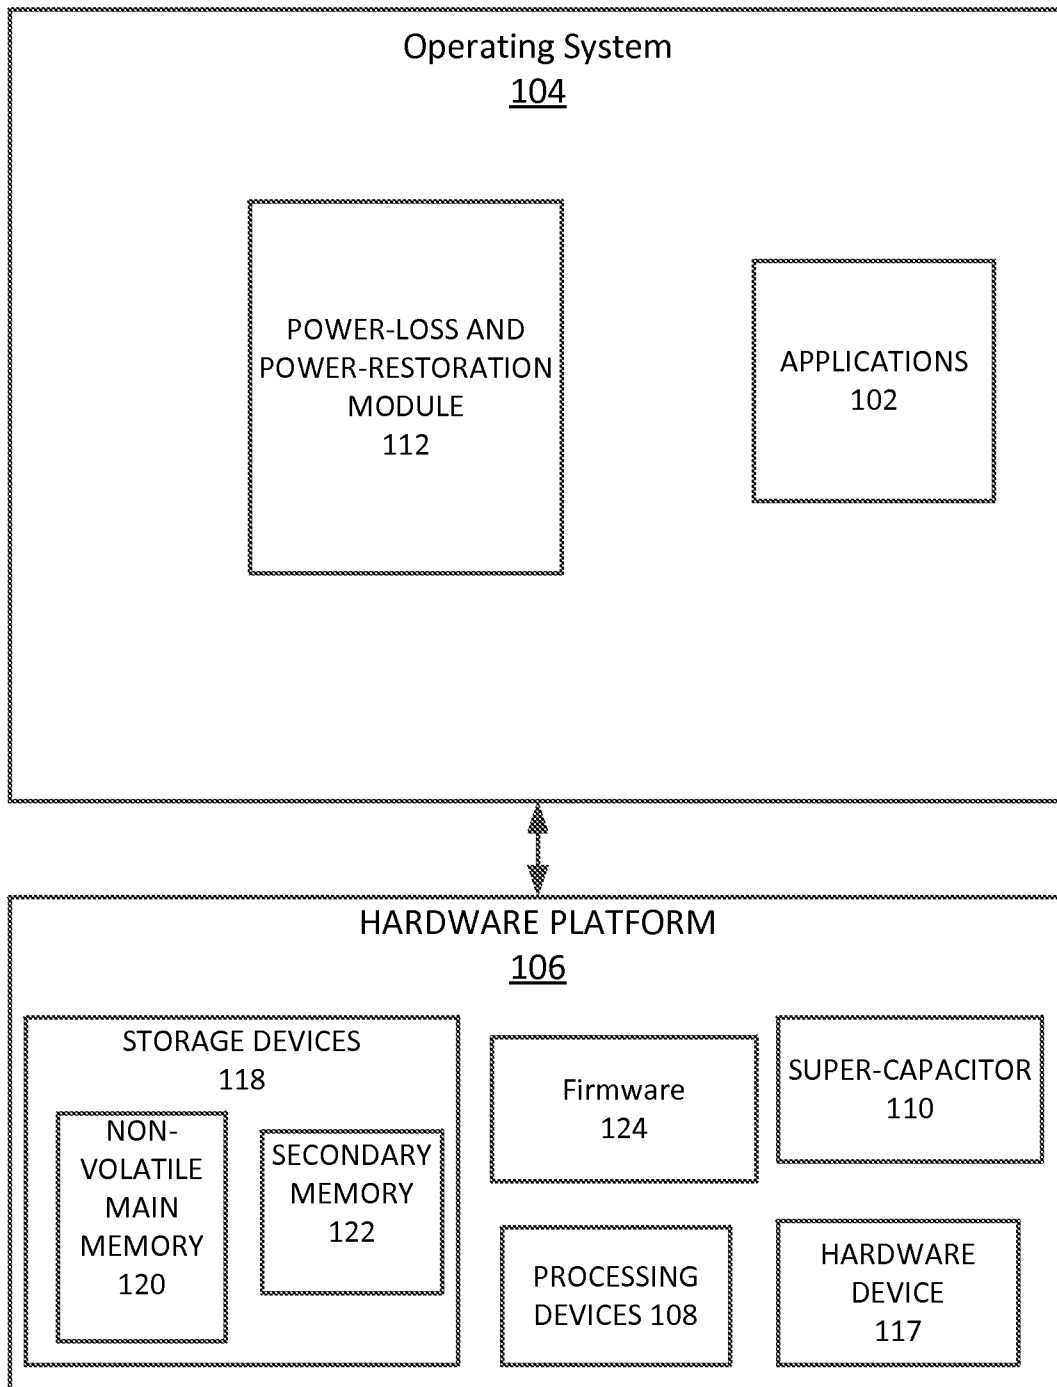 Operating System
104
POWER-LOSS AND
POWER-RESTORATION
MODULE
112
APPLICATIONS
102
HARDWARE PLATFORM
106
STORAGE DEVICES
118
NON-
VOLATILE
MAIN
MEMORY
120
SECONDARY
MEMORY
122
Firmware
124
SUPER-CAPACITOR
110
PROCESSING
DEVICES 108
HARDWARE
DEVICE
117